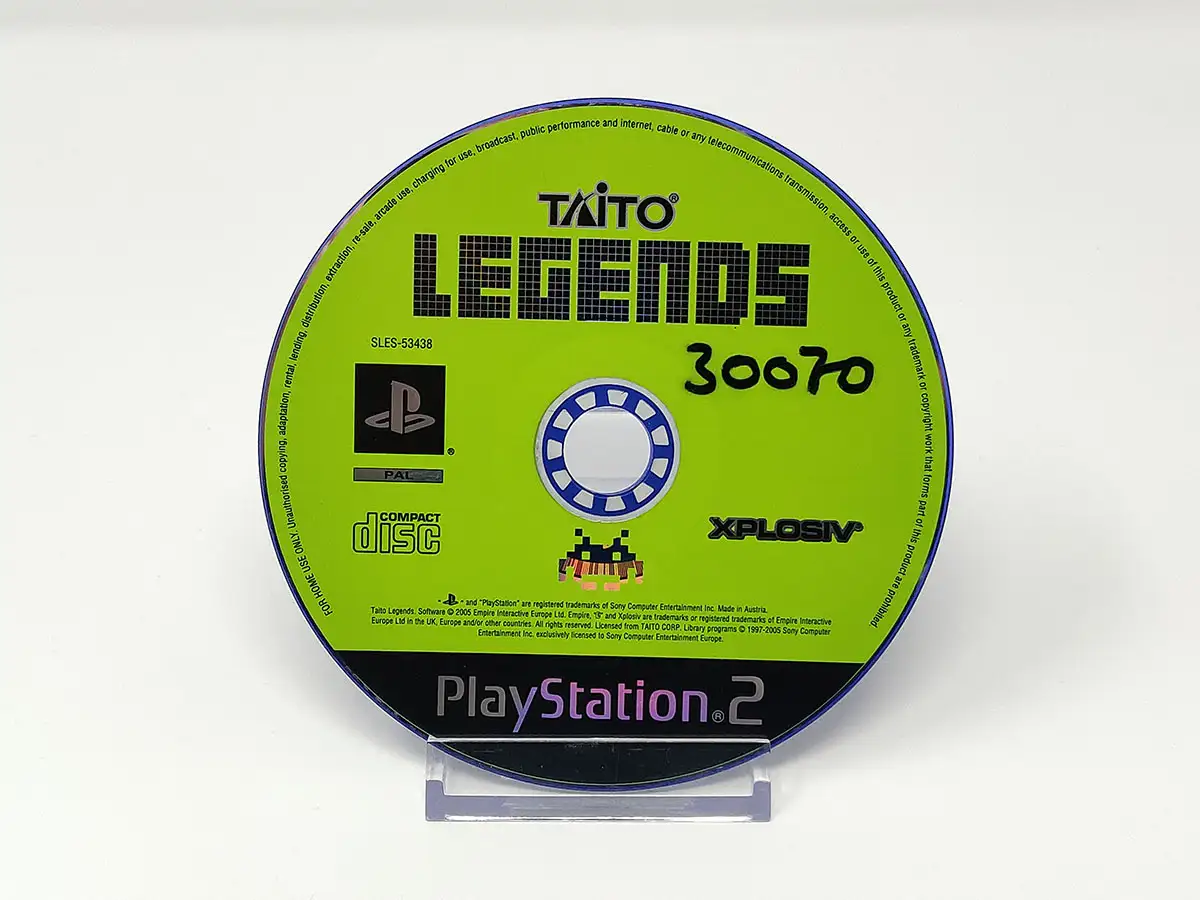 FOR HOME USE ONLY: Unauthorised copying, adaptation, rental, lending, distribution, extraction, re-sale, arcade use, charging for use, broadcast, public performance and internet, cable or any telecommunications transmission, access or use of this product or any trademark or copyright work that forms part of this product are prohibited
TAiTO®
LEGENDS
SLES-53438
30070
®
PAL
COMPACT
disc
XPLOSIV®
" and "PlayStation" are registered trademarks of Sony Computer Entertainment Inc. Made in Austria.
Taito Legends. Software © 2005 Empire Interactive Europe Ltd. Empire, "E" and Xplosiv are trademarks or registered trademarks of Empire Interactive
Europe Ltd in the UK, Europe and/or other countries. All rights reserved. Licensed from TAITO CORP. Library programs © 1997-2005 Sony Computer
Entertainment Inc. exclusively licensed to Sony Computer Entertainment Europe.
PlayStation®2